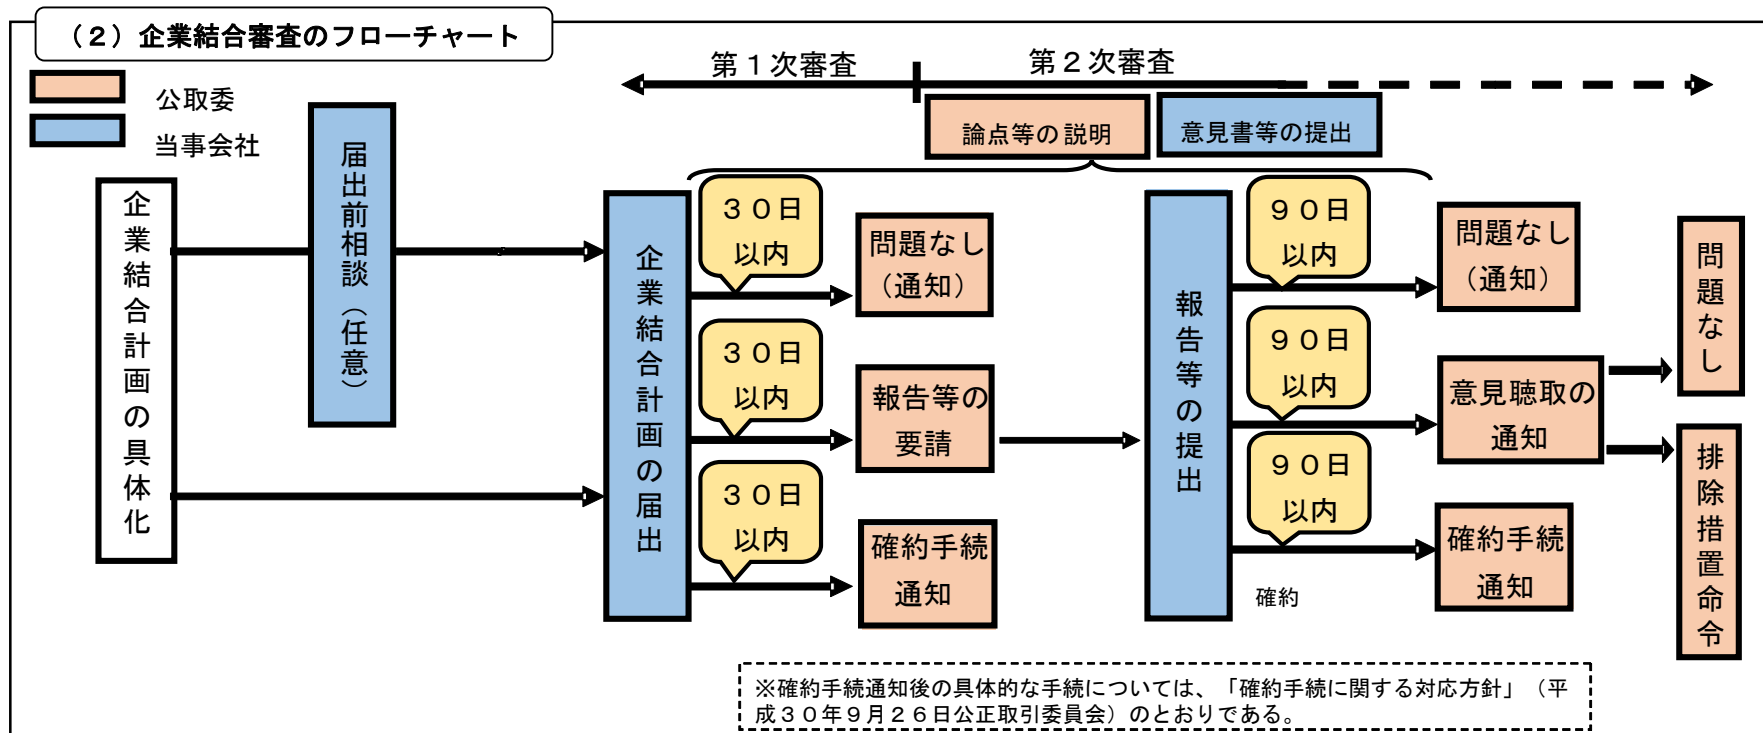 （２）企業結合審査のフローチャート
公取委
当事会社
第１次審査
第２次審査
論点等の説明
意見書等の提出
企業結合計画の具体化
届出前相談（任意）
企業結合計画の届出
３０日
以内
問題なし
（通知）
３０日
以内
報告等の
要請
３０日
以内
確約手続
通知
報告等の提出
９０日
以内
問題なし
（通知）
９０日
以内
意見聴取の
通知
９０日
以内
確約手続
通知
確約
問題なし
排除措置命令
※確約手続通知後の具体的な手続については、「確約手続に関する対応方針」（平
成３０年９月２６日公正取引委員会）のとおりである。